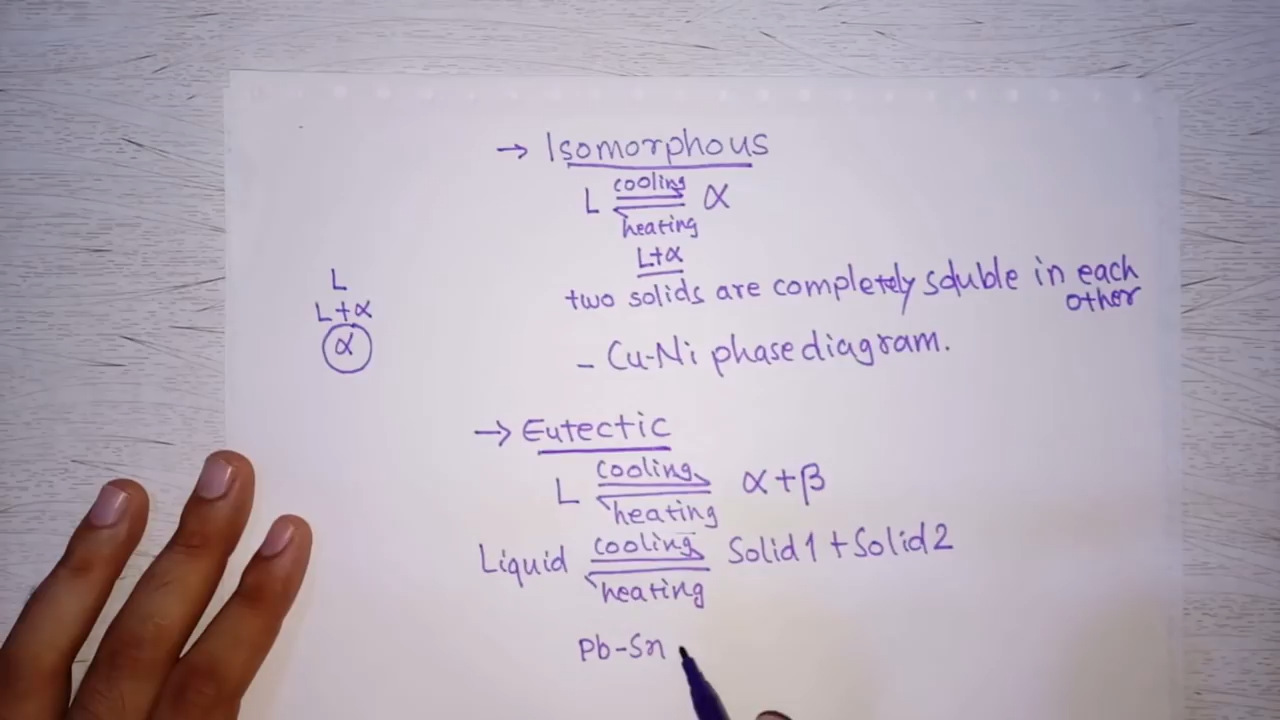 → Isomorphous
L cooling ⇌ heating α
L+α
two solids are completely soluble in each
other
- Cu-Ni phase diagram.
L
L+α
α
→ Eutectic
L cooling ⇌ heating α+β
Liquid cooling ⇌ heating Solid 1 + Solid 2
Pb-Sn